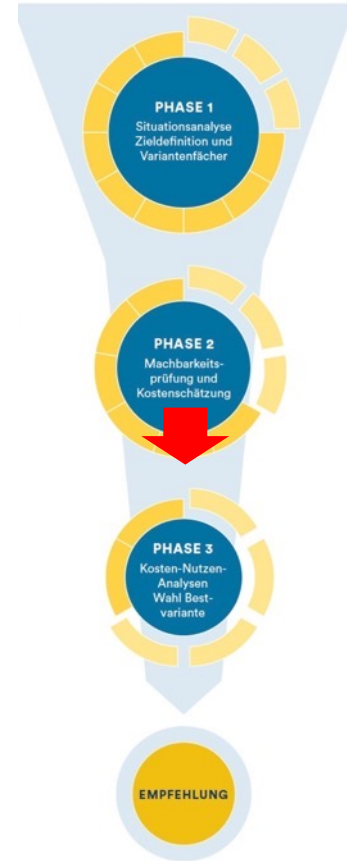 PHASE 1
Situationsanalyse
Zieldefinition und
Variantenfächer
PHASE 2
Machbarkeits-
prüfung und
Kostenschätzung
PHASE 3
Kosten-Nutzen-
Analysen
Wahl Best-
variante
EMPFEHLUNG